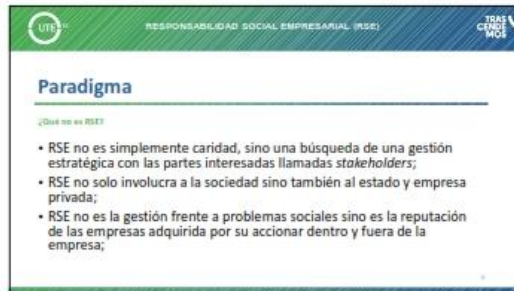 UTE
RESPONSABILIDAD SOCIAL EMPRESARIAL (RSE)
TRAS
CENDE
MOS
Paradigma
¿Qué no es RSE?
• RSE no es simplemente caridad, sino una búsqueda de una gestión
estratégica con las partes interesadas llamadas stakeholders;
• RSE no solo involucra a la sociedad sino también al estado y empresa
privada;
• RSE no es la gestión frente a problemas sociales sino es la reputación
de las empresas adquirida por su accionar dentro y fuera de la
empresa;